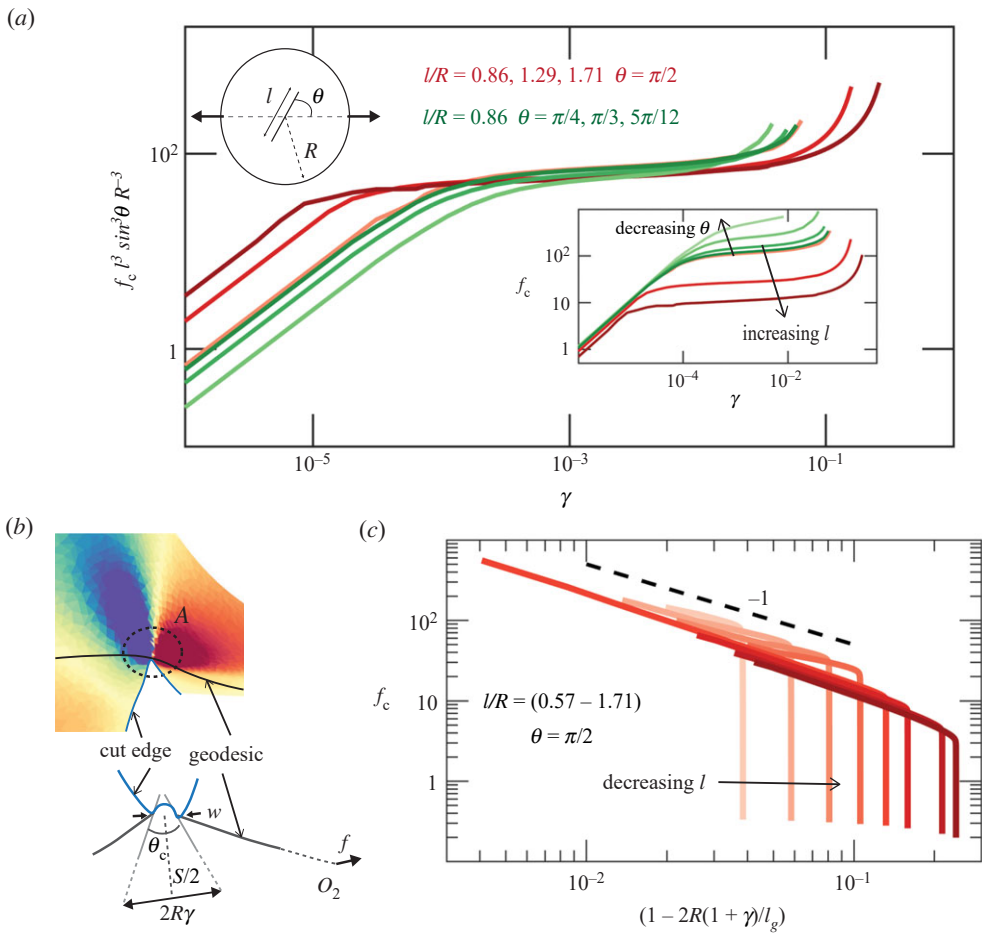 (a)
l/R = 0.86, 1.29, 1.71 θ = π/2
l/R = 0.86 θ = π/4, π/3, 5π/12
l
θ
R
10²
1
f_c l³ sin³θ R⁻³
10⁻⁵
10⁻³
10⁻¹
γ
decreasing θ
increasing l
10²
10
1
f_c
10⁻⁴
10⁻²
γ
(b)
A
cut edge
geodesic
w
θ_c
S/2
2Rγ
f
O₂
(c)
–1
10²
10
1
f_c
l/R = (0.57 – 1.71)
θ = π/2
decreasing l
10⁻²
10⁻¹
(1 – 2R(1 + γ)/l_g)